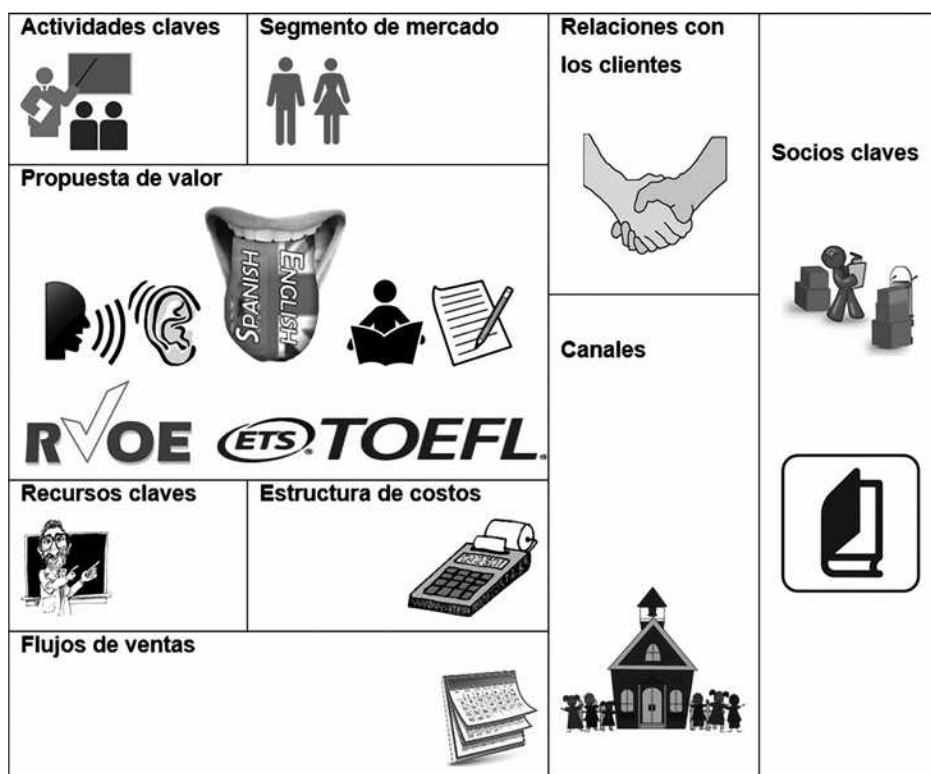 Actividades claves
Segmento de mercado
Relaciones con
los clientes
Socios claves
Propuesta de valor
SPANISH
ENGLISH
RVOE
ETS TOEFL
Canales
Recursos claves
Estructura de costos
Flujos de ventas